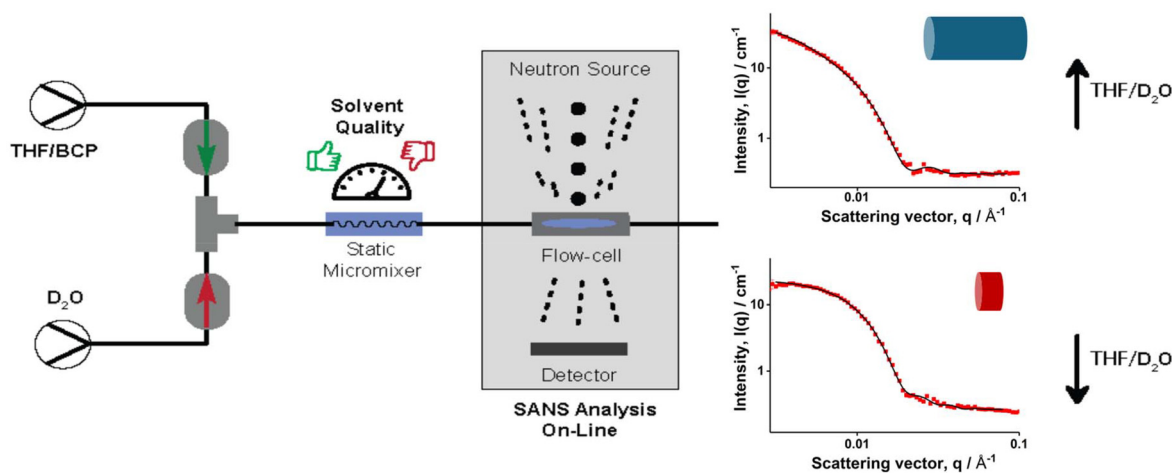 THF/BCP
D₂O
Solvent
Quality
Static
Micromixer
Neutron Source
Flow-cell
Detector
SANS Analysis
On-Line
Intensity, I(q) / cm⁻¹
10
1
0.01
0.1
Scattering vector, q / Å⁻¹
THF/D₂O
Intensity, I(q) / cm⁻¹
10
1
0.01
0.1
Scattering vector, q / Å⁻¹
THF/D₂O